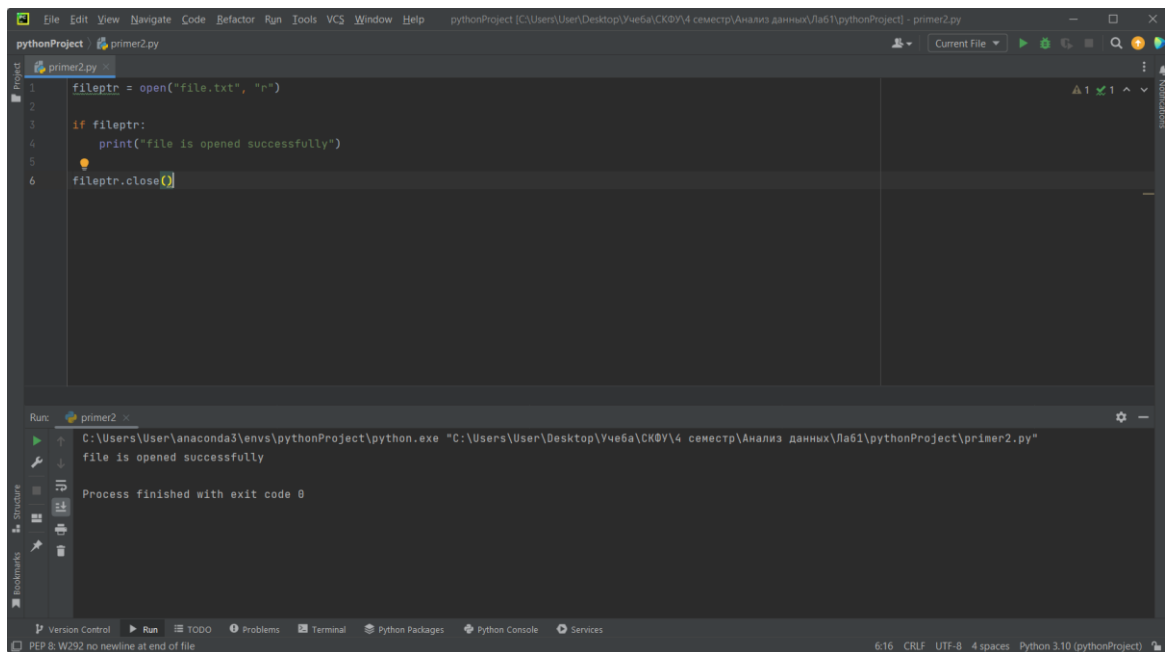 File Edit View Navigate Code Refactor Run Tools VCS Window Help pythonProject [C:\Users\User\Desktop\Учеба\СКФУ\4 семестр\Анализ данных\Лаб1\pythonProject] - primer2.py
pythonProject primer2.py Current File
Project
primer2.py
1 fileptr = open("file.txt", "r") 1 1
2
3 if fileptr:
4 print("file is opened successfully")
5
6 fileptr.close()
Notifications
Run: primer2
C:\Users\User\anaconda3\envs\pythonProject\python.exe "C:\Users\User\Desktop\Учеба\СКФУ\4 семестр\Анализ данных\Лаб1\pythonProject\primer2.py"
file is opened successfully
Process finished with exit code 0
Structure
Bookmarks
Version Control Run TODO Problems Terminal Python Packages Python Console Services
PEP 8: W292 no newline at end of file 6:16 CRLF UTF-8 4 spaces Python 3.10 (pythonProject)